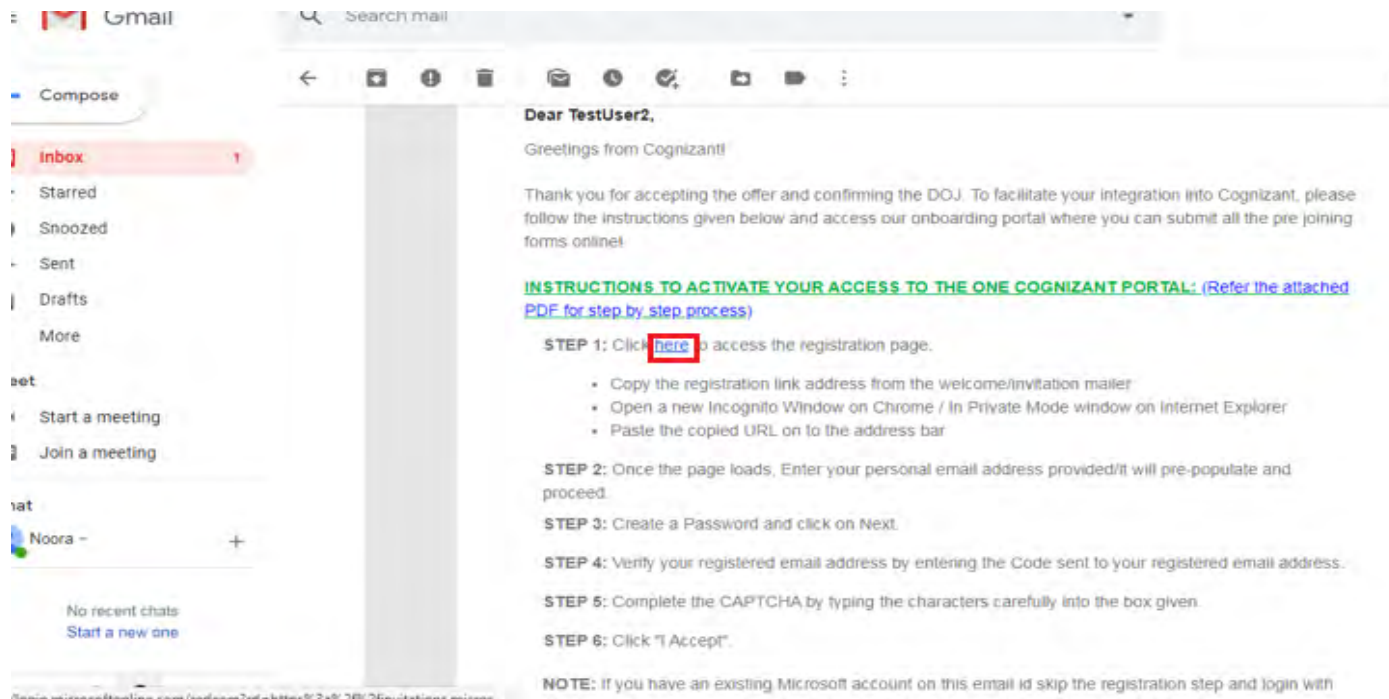 Gmail
Search mail
Compose
Inbox 1
Starred
Snoozed
Sent
Drafts
More
eet
Start a meeting
Join a meeting
hat
Noora -
No recent chats
Start a new one
Dear TestUser2,
Greetings from Cognizant!
Thank you for accepting the offer and confirming the DOJ. To facilitate your integration into Cognizant, please
follow the instructions given below and access our onboarding portal where you can submit all the pre joining
forms online!
INSTRUCTIONS TO ACTIVATE YOUR ACCESS TO THE ONE COGNIZANT PORTAL: (Refer the attached
PDF for step by step process)
STEP 1: Click here to access the registration page.
• Copy the registration link address from the welcome/invitation mailer
• Open a new Incognito Window on Chrome / In Private Mode window on Internet Explorer
• Paste the copied URL on to the address bar
STEP 2: Once the page loads, Enter your personal email address provided/it will pre-populate and
proceed.
STEP 3: Create a Password and click on Next.
STEP 4: Verify your registered email address by entering the Code sent to your registered email address.
STEP 5: Complete the CAPTCHA by typing the characters carefully into the box given.
STEP 6: Click "I Accept".
NOTE: If you have an existing Microsoft account on this email id skip the registration step and login with